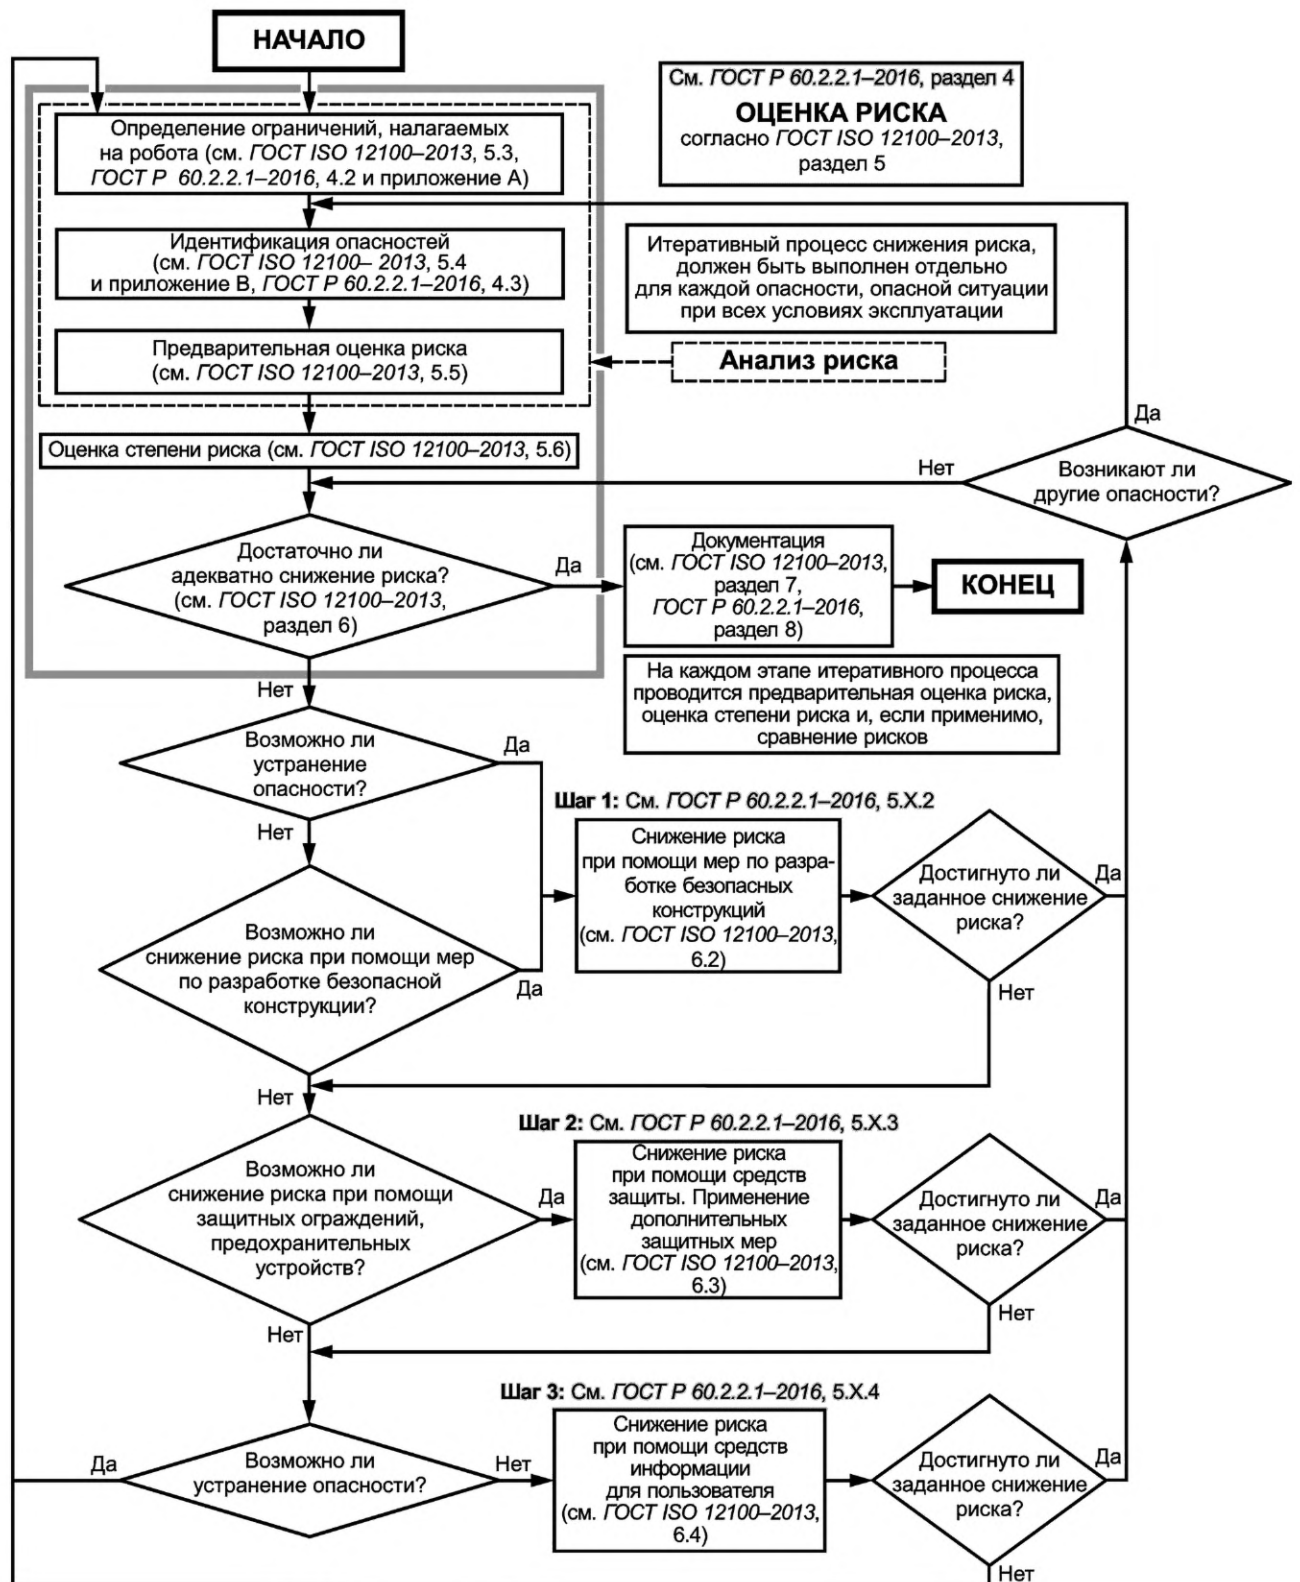 НАЧАЛО
См. ГОСТ Р 60.2.2.1–2016, раздел 4
ОЦЕНКА РИСКА
согласно ГОСТ ISO 12100–2013,
раздел 5
Определение ограничений, налагаемых
на робота (см. ГОСТ ISO 12100–2013, 5.3,
ГОСТ Р 60.2.2.1–2016, 4.2 и приложение А)
Идентификация опасностей
(см. ГОСТ ISO 12100– 2013, 5.4
и приложение В, ГОСТ Р 60.2.2.1–2016, 4.3)
Итеративный процесс снижения риска,
должен быть выполнен отдельно
для каждой опасности, опасной ситуации
при всех условиях эксплуатации
Предварительная оценка риска
(см. ГОСТ ISO 12100–2013, 5.5)
Анализ риска
Да
Оценка степени риска (см. ГОСТ ISO 12100–2013, 5.6)
Нет
Возникают ли
другие опасности?
Достаточно ли
адекватно снижение риска?
(см. ГОСТ ISO 12100–2013,
раздел 6)
Да
Документация
(см. ГОСТ ISO 12100–2013,
раздел 7,
ГОСТ Р 60.2.2.1–2016,
раздел 8)
КОНЕЦ
Нет
На каждом этапе итеративного процесса
проводится предварительная оценка риска,
оценка степени риска и, если применимо,
сравнение рисков
Возможно ли
устранение
опасности?
Да
Нет
Шаг 1: См. ГОСТ Р 60.2.2.1–2016, 5.X.2
Снижение риска
при помощи мер по разра-
ботке безопасных
конструкций
(см. ГОСТ ISO 12100–2013,
6.2)
Достигнуто ли
заданное снижение
риска?
Да
Нет
Возможно ли
снижение риска при помощи мер
по разработке безопасной
конструкции?
Да
Нет
Шаг 2: См. ГОСТ Р 60.2.2.1–2016, 5.X.3
Возможно ли
снижение риска при помощи
защитных ограждений,
предохранительных
устройств?
Да
Снижение риска
при помощи средств
защиты. Применение
дополнительных
защитных мер
(см. ГОСТ ISO 12100–2013,
6.3)
Достигнуто ли
заданное снижение
риска?
Да
Нет
Нет
Шаг 3: См. ГОСТ Р 60.2.2.1–2016, 5.X.4
Да
Возможно ли
устранение опасности?
Нет
Снижение риска
при помощи средств
информации
для пользователя
(см. ГОСТ ISO 12100–2013,
6.4)
Достигнуто ли
заданное снижение
риска?
Да
Нет